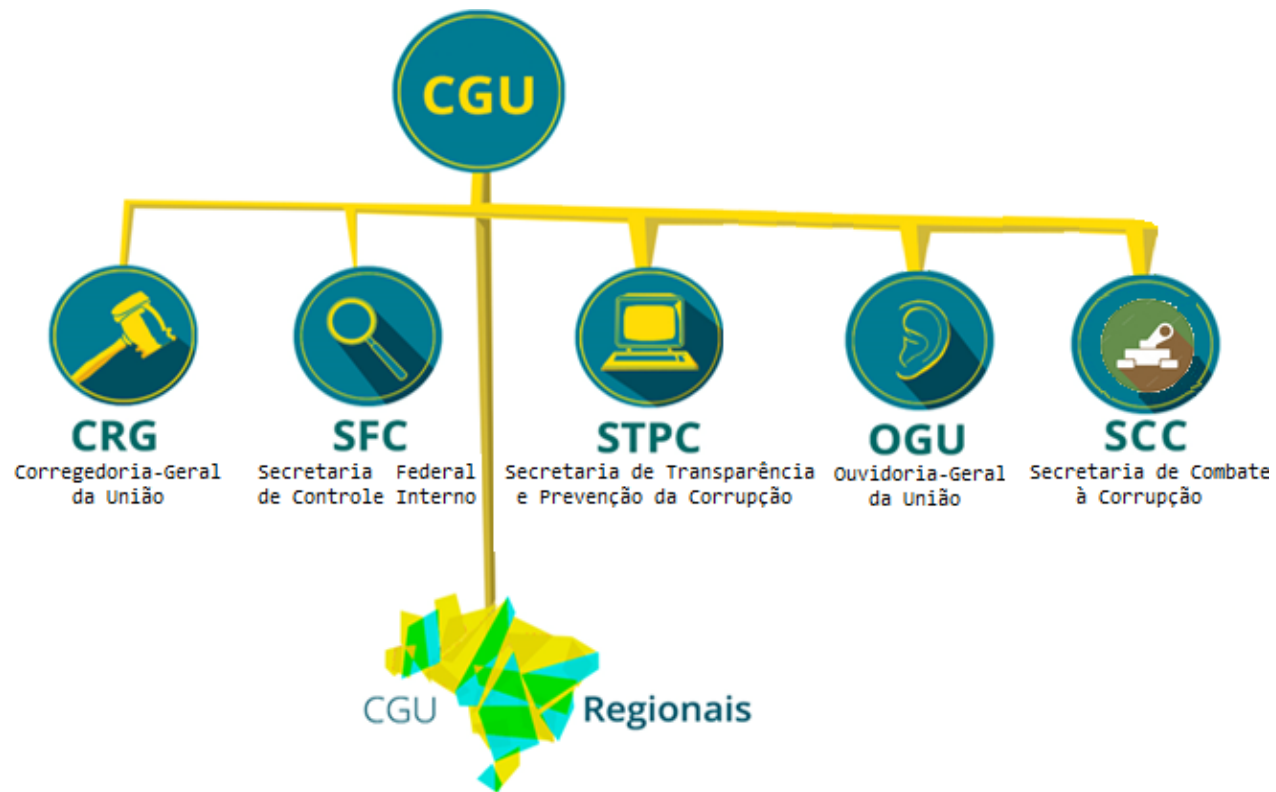 CGU
CRG
Corregedoria-Geral
da União
SFC
Secretaria Federal
de Controle Interno
STPC
Secretaria de Transparência
e Prevenção da Corrupção
OGU
Ouvidoria-Geral
da União
SCC
Secretaria de Combate
à Corrupção
CGU Regionais